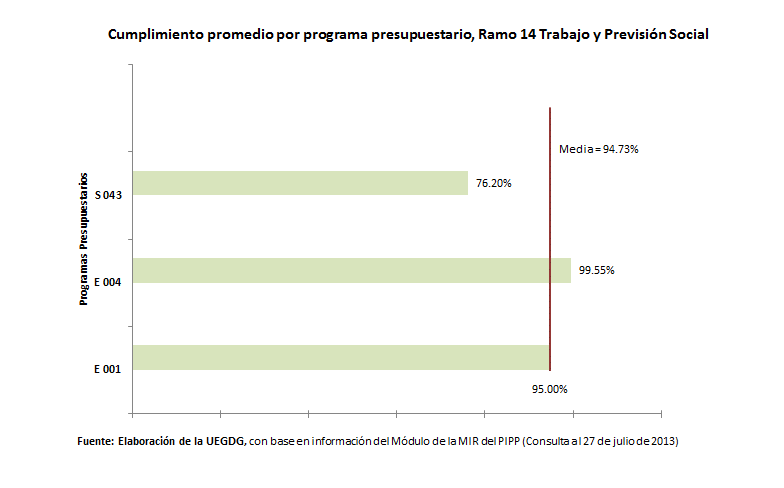 Cumplimiento promedio por programa presupuestario, Ramo 14 Trabajo y Previsión Social
Media = 94.73%
Programas Presupuestarios
S 043
76.20%
E 004
99.55%
E 001
95.00%
Fuente: Elaboración de la UEGDG, con base en información del Módulo de la MIR del PIPP (Consulta al 27 de julio de 2013)